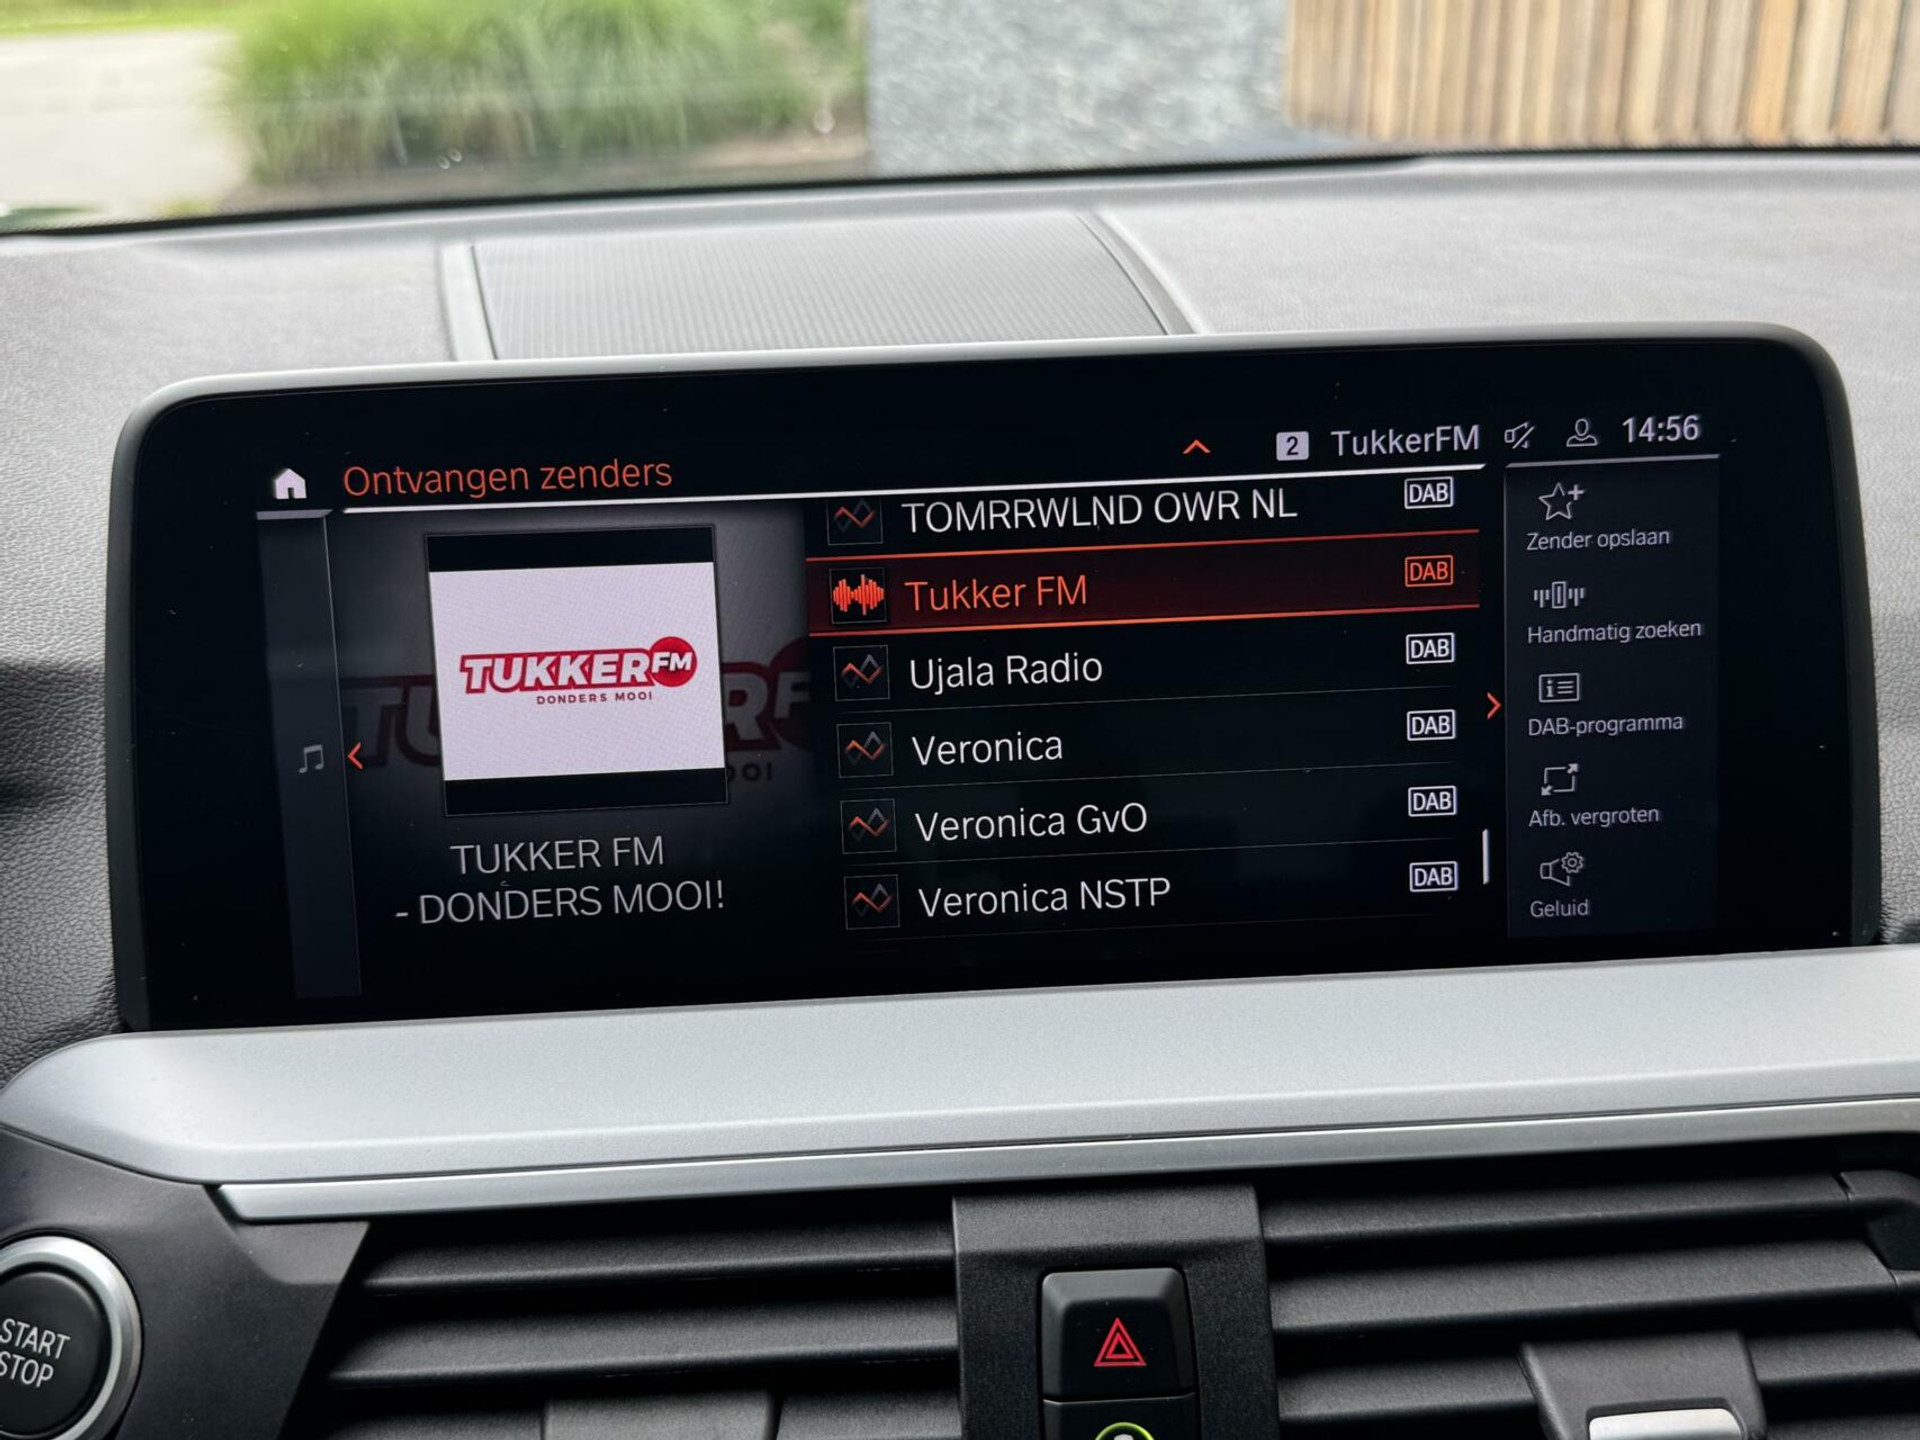 Ontvangen zenders
2 TukkerFM 14:56
TUKKERFM
DONDERS MOOI
TUKKER FM
- DONDERS MOOI!
TOMRRWLND OWR NL DAB
Tukker FM DAB
Ujala Radio DAB
Veronica DAB
Veronica GvO DAB
Veronica NSTP DAB
Zender opslaan
Handmatig zoeken
DAB-programma
Afb. vergroten
Geluid
START
STOP